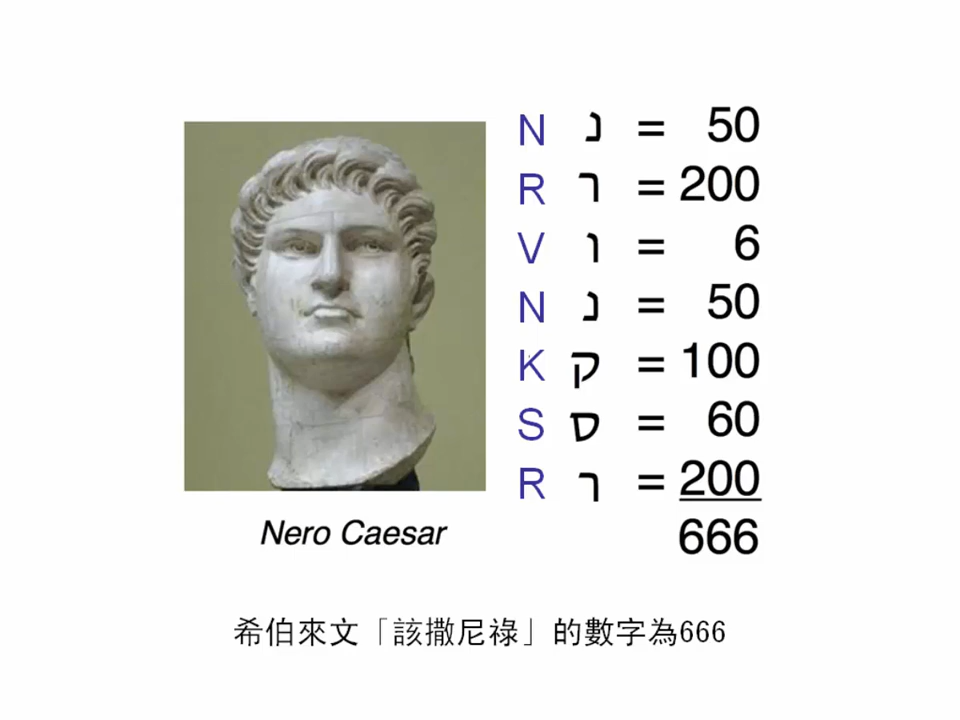 N נ = 50
R ר = 200
V ו = 6
N נ = 50
K ק = 100
S ס = 60
R ר = 200
666
Nero Caesar
希伯來文「該撒尼祿」的數字為666